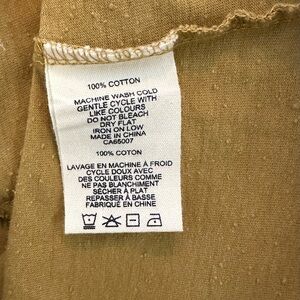 100% COTTON
MACHINE WASH COLD
GENTLE CYCLE WITH
LIKE COLOURS
DO NOT BLEACH
DRY FLAT
IRON ON LOW
MADE IN CHINA
CA65007
100% COTON
LAVAGE EN MACHINE À FROID
CYCLE DOUX AVEC
DES COULEURS COMME
NE PAS BLANCHIMENT
SÉCHER À PLAT
REPASSER À BASSE
FABRIQUÉ EN CHINE